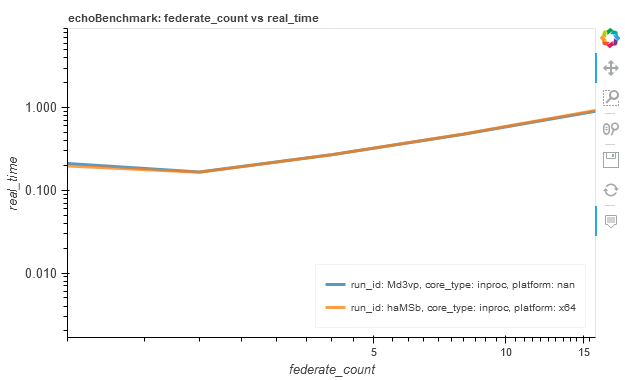 echoBenchmark: federate_count vs real_time
1.000
0.100
0.010
real_time
run_id: Md3vp, core_type: inproc, platform: nan
run_id: haMSb, core_type: inproc, platform: x64
5
10
15
federate_count